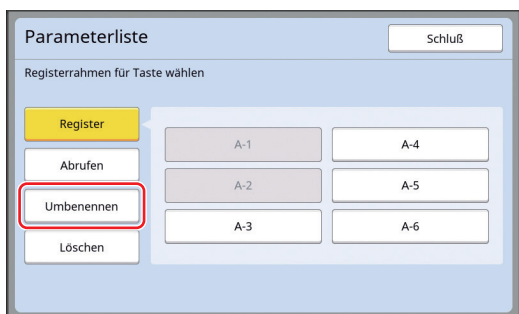 Parameterliste
Schluß
Registerrahmen für Taste wählen
Register
Abrufen
Umbenennen
Löschen
A-1
A-4
A-2
A-5
A-3
A-6